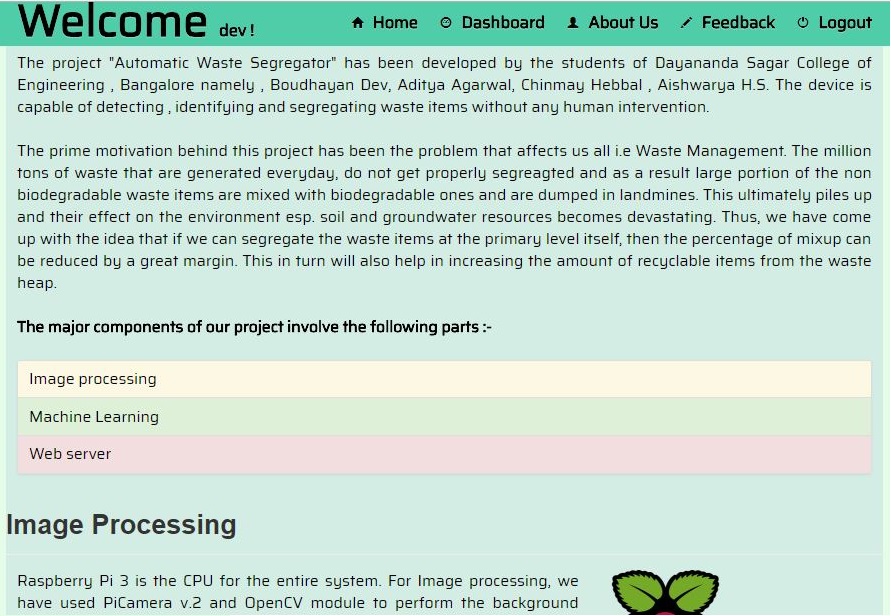 Welcome dev !
Home Dashboard About Us Feedback Logout
The project "Automatic Waste Segregator" has been developed by the students of Dayananda Sagar College of
Engineering , Bangalore namely , Boudhayan Dev, Aditya Agarwal, Chinmay Hebbal , Aishwarya H.S. The device is
capable of detecting , identifying and segregating waste items without any human intervention.
The prime motivation behind this project has been the problem that affects us all i.e Waste Management. The million
tons of waste that are generated everyday, do not get properly segreagted and as a result large portion of the non
biodegradable waste items are mixed with biodegradable ones and are dumped in landmines. This ultimately piles up
and their effect on the environment esp. soil and groundwater resources becomes devastating. Thus, we have come
up with the idea that if we can segregate the waste items at the primary level itself, then the percentage of mixup can
be reduced by a great margin. This in turn will also help in increasing the amount of recyclable items from the waste
heap.
The major components of our project involve the following parts :-
Image processing
Machine Learning
Web server
Image Processing
Raspberry Pi 3 is the CPU for the entire system. For Image processing, we
have used PiCamera v.2 and OpenCV module to perform the background